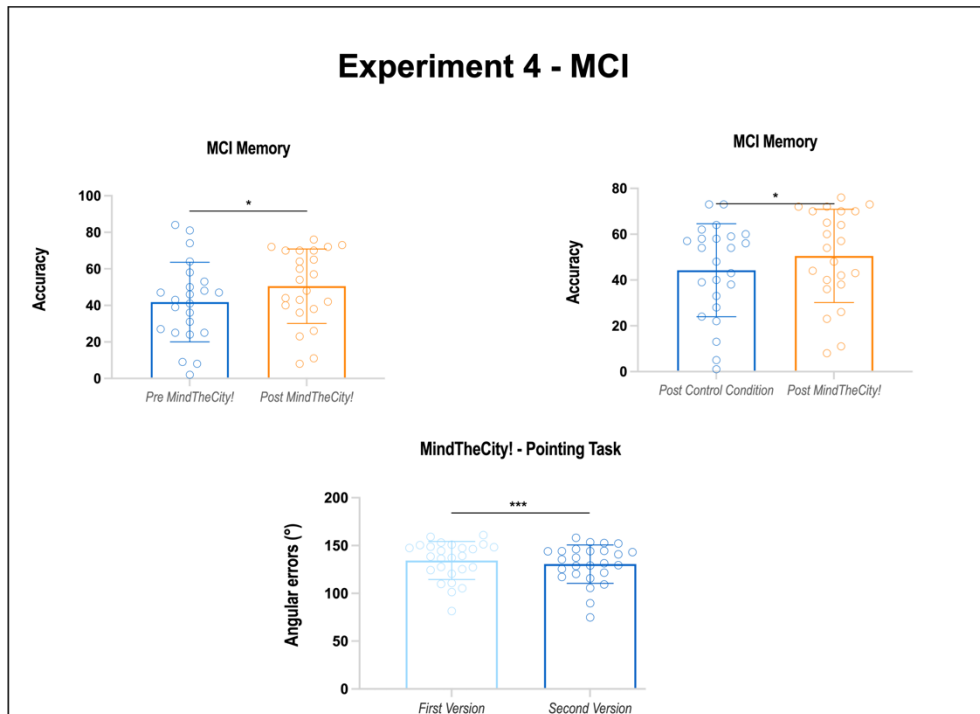 Experiment 4 - MCI
MCI Memory
*
Accuracy
100
80
60
40
20
0
Pre MindTheCity!
Post MindTheCity!
MCI Memory
*
Accuracy
80
60
40
20
0
Post Control Condition
Post MindTheCity!
MindTheCity! - Pointing Task
***
Angular errors (°)
200
150
100
50
0
First Version
Second Version